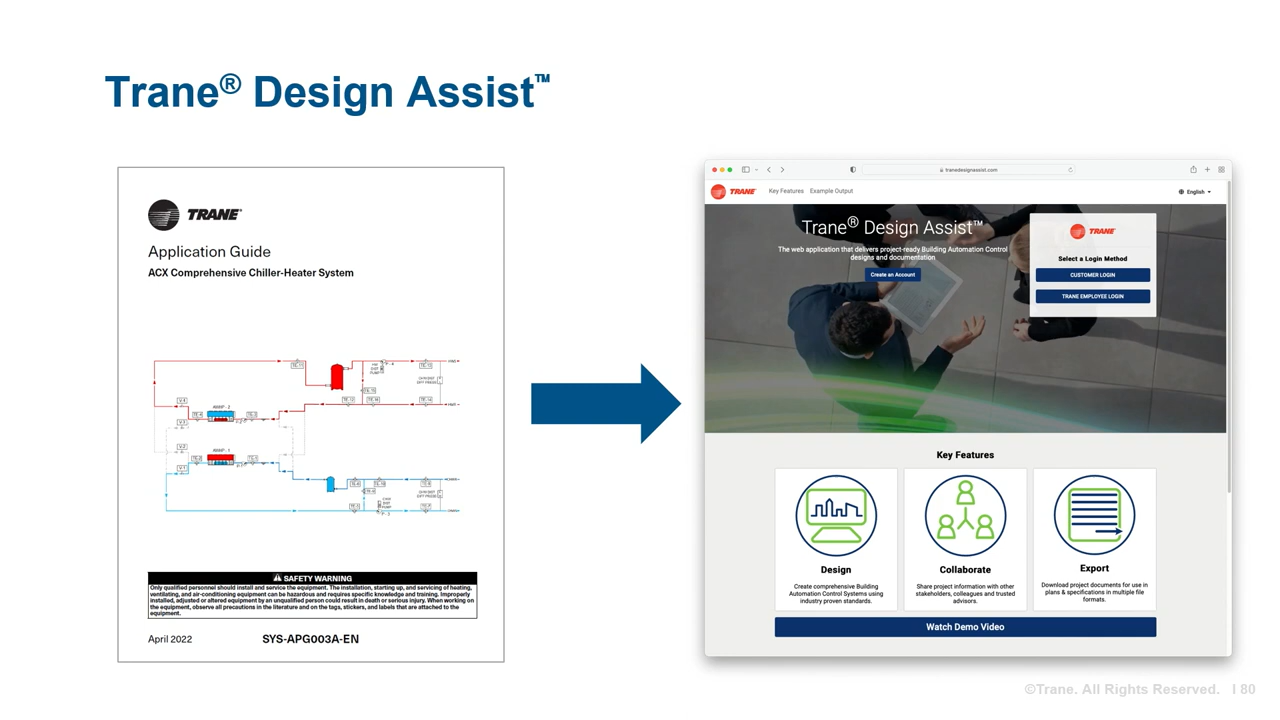 Trane® Design Assist™
TRANE®
Application Guide
ACX Comprehensive Chiller-Heater System
SAFETY WARNING
Only qualified personnel should install and service the equipment. The installation, starting up, and servicing of heating,
ventilating, and air-conditioning equipment can be hazardous and requires specific knowledge and training. Improperly
installed, adjusted or altered equipment by an unqualified person could result in death or serious injury. When working on
the equipment, observe all precautions in the literature and on the tags, stickers, and labels that are attached to the
equipment.
April 2022
SYS-APG003A-EN
tranedesignassist.com
TRANE
Key Features
Example Output
English
Trane® Design Assist™
The web application that delivers project-ready Building Automation Control
designs and documentation
Create an Account
TRANE
Select a Login Method
CUSTOMER LOGIN
TRANE EMPLOYEE LOGIN
Key Features
Design
Create comprehensive Building
Automation Control Systems using
industry proven standards.
Collaborate
Share project information with other
stakeholders, colleagues and trusted
advisors.
Export
Download project documents for use in
plans & specifications in multiple file
formats.
Watch Demo Video
©Trane. All Rights Reserved. | 80